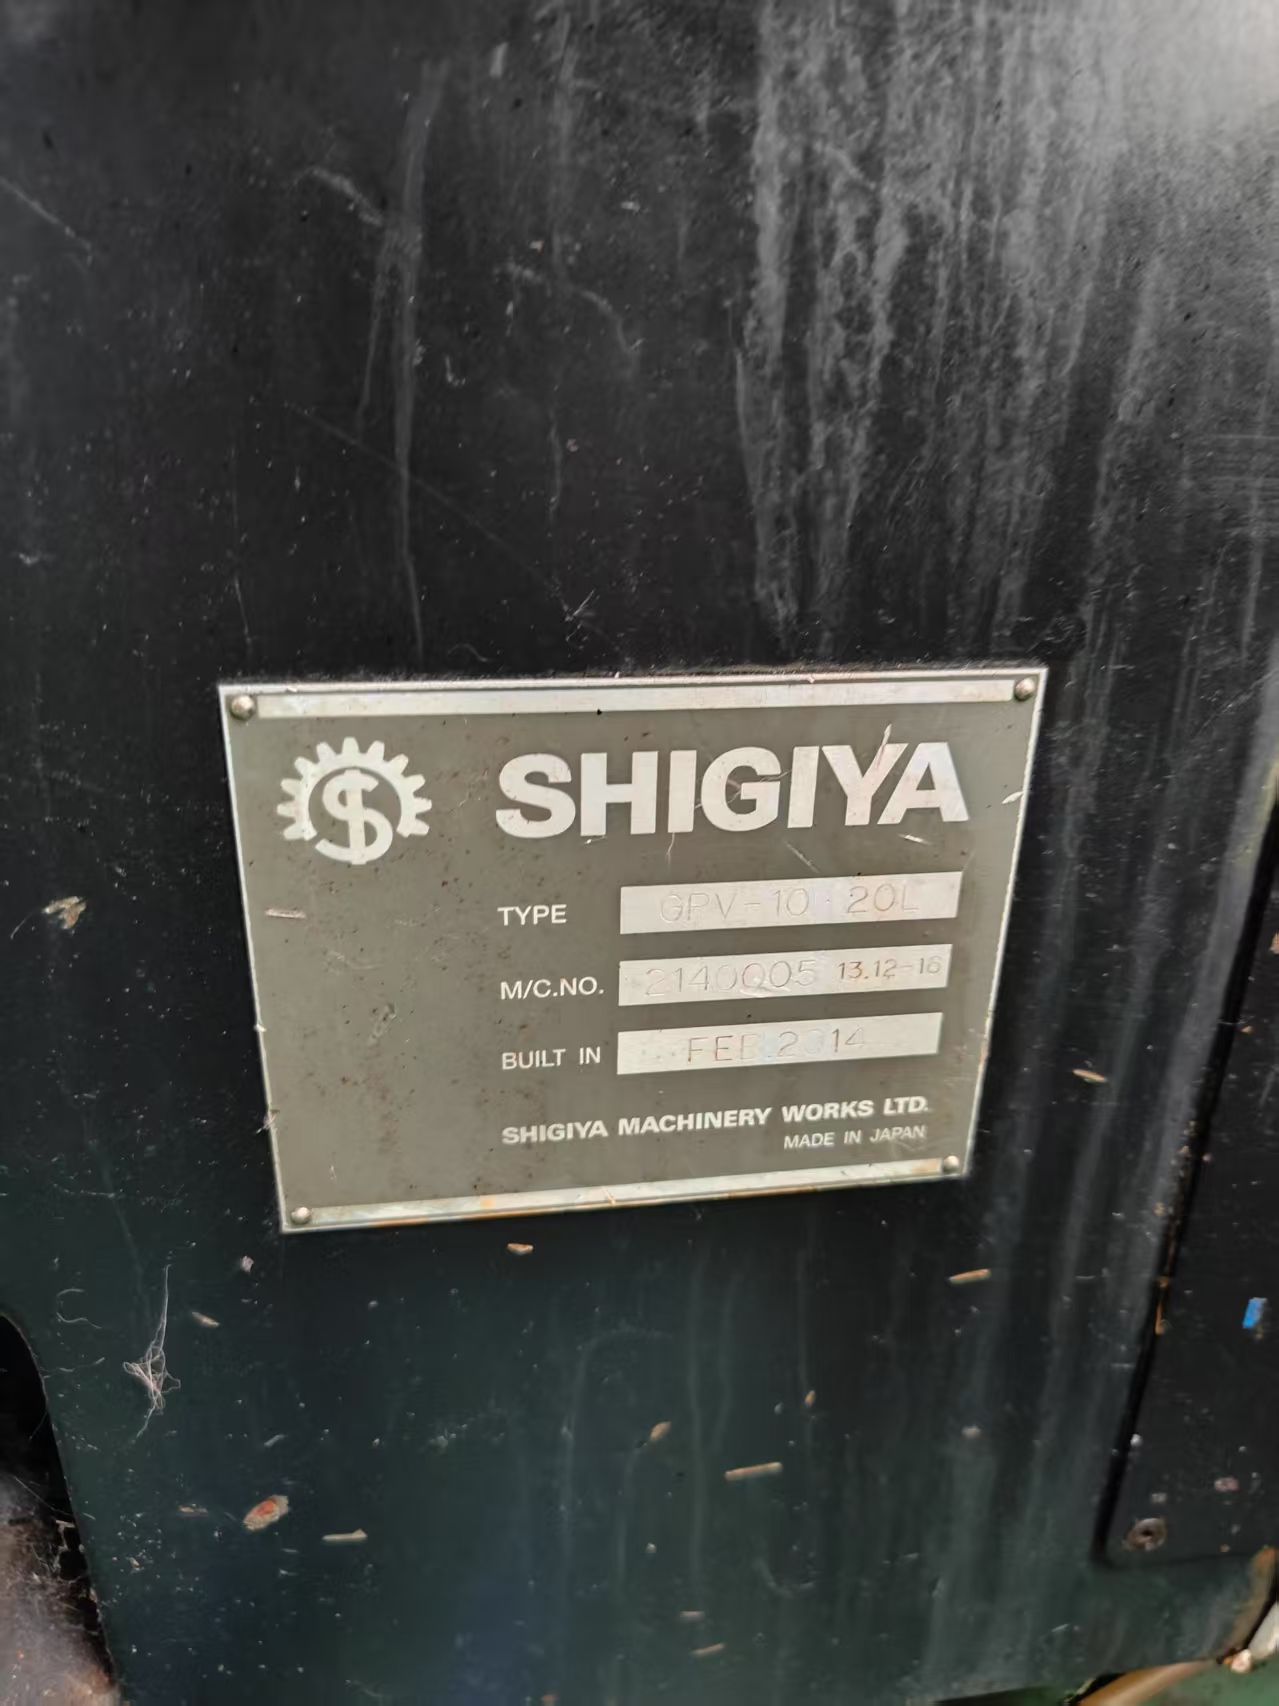 SHIGIYA
TYPE GPV-10·20L
M/C.NO. 2140005 13.12-16
BUILT IN FEB.2014
SHIGIYA MACHINERY WORKS LTD.
MADE IN JAPAN